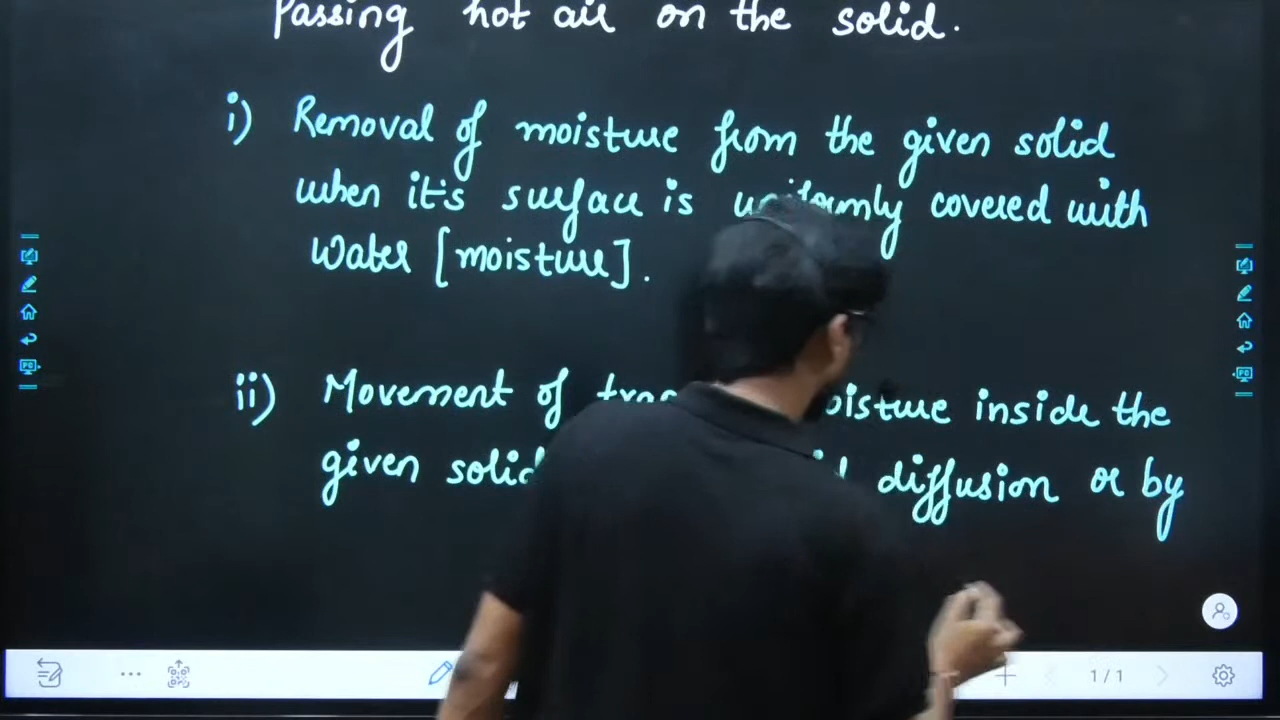 Passing hot air on the solid.
i) Removal of moisture from the given solid
when it's surface is uniformly covered with
Water [moisture].
ii) Movement of moisture inside the
given solid diffusion or by
1/1